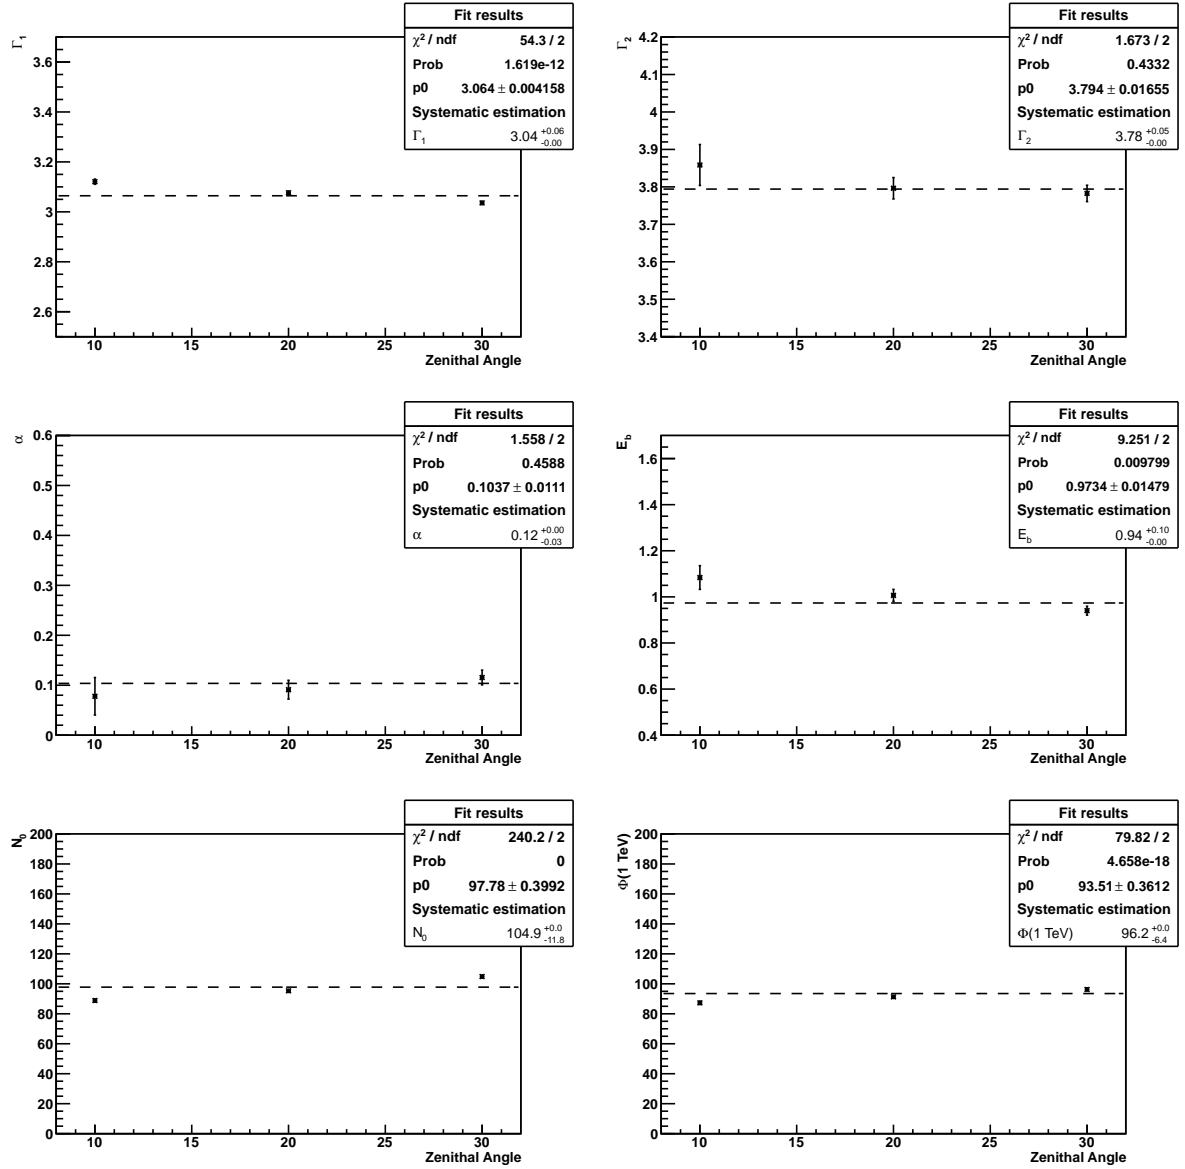 Fit results
χ² / ndf 54.3 / 2
Prob 1.619e-12
p0 3.064 ± 0.004158
Systematic estimation
Γ₁ 3.04 +0.06 -0.00
Γ₁
3.6
3.4
3.2
3
2.8
2.6
10 15 20 25 30
Zenithal Angle
Fit results
χ² / ndf 1.673 / 2
Prob 0.4332
p0 3.794 ± 0.01655
Systematic estimation
Γ₂ 3.78 +0.05 -0.00
Γ₂
4.2
4.1
4
3.9
3.8
3.7
3.6
3.5
3.4
10 15 20 25 30
Zenithal Angle
Fit results
χ² / ndf 1.558 / 2
Prob 0.4588
p0 0.1037 ± 0.0111
Systematic estimation
α 0.12 +0.00 -0.03
α
0.6
0.5
0.4
0.3
0.2
0.1
0
10 15 20 25 30
Zenithal Angle
Fit results
χ² / ndf 9.251 / 2
Prob 0.009799
p0 0.9734 ± 0.01479
Systematic estimation
E_b 0.94 +0.10 -0.00
E_b
1.6
1.4
1.2
1
0.8
0.6
0.4
10 15 20 25 30
Zenithal Angle
Fit results
χ² / ndf 240.2 / 2
Prob 0
p0 97.78 ± 0.3992
Systematic estimation
N₀ 104.9 +0.0 -11.8
N₀
200
180
160
140
120
100
80
60
40
20
0
10 15 20 25 30
Zenithal Angle
Fit results
χ² / ndf 79.82 / 2
Prob 4.658e-18
p0 93.51 ± 0.3612
Systematic estimation
Φ(1 TeV) 96.2 +0.0 -6.4
Φ(1 TeV)
200
180
160
140
120
100
80
60
40
20
0
10 15 20 25 30
Zenithal Angle